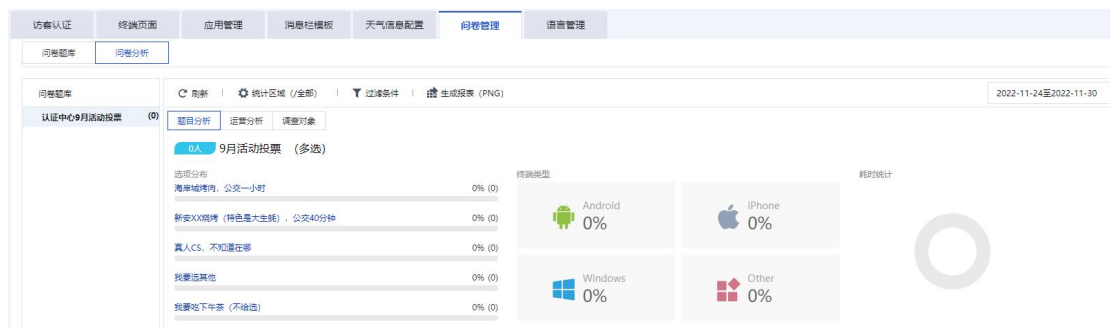 访客认证 终端页面 应用管理 消息栏模板 天气信息配置 问卷管理 语言管理
问卷题库 问卷分析
问卷题库
刷新 统计区域（/全部） 过滤条件 生成报表（PNG） 2022-11-24至2022-11-30
认证中心9月活动投票 (0)
题目分析 运营分析 调查对象
0人 9月活动投票 （多选）
选项分布 终端类型 耗时统计
海岸城烤肉，公交一小时 0% (0)
新安XX烧烤（特色是大生蚝），公交40分钟 0% (0)
真人CS，不知道在哪 0% (0)
我要选其他 0% (0)
我要吃下午茶（不给选） 0% (0)
Android 0%
iPhone 0%
Windows 0%
Other 0%